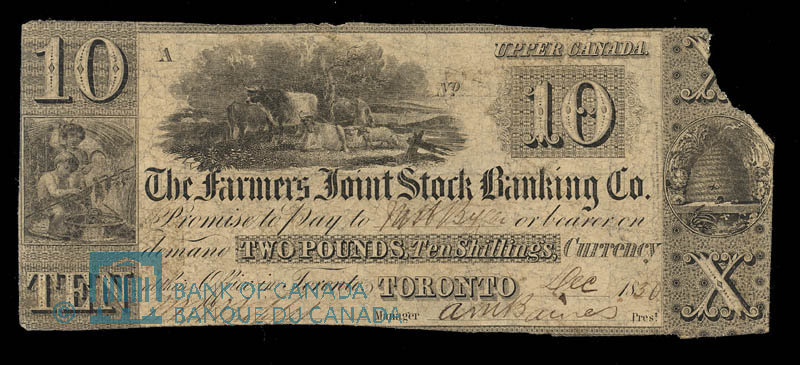 10
A
UPPER CANADA.
No
10
The Farmers Joint Stock Banking Co.
Promise to Pay to or bearer on
demand TWO POUNDS, Ten Shillings, Currency
TORONTO Dec
TEN
Manager
Prest
X
© BANK OF CANADA
BANQUE DU CANADA